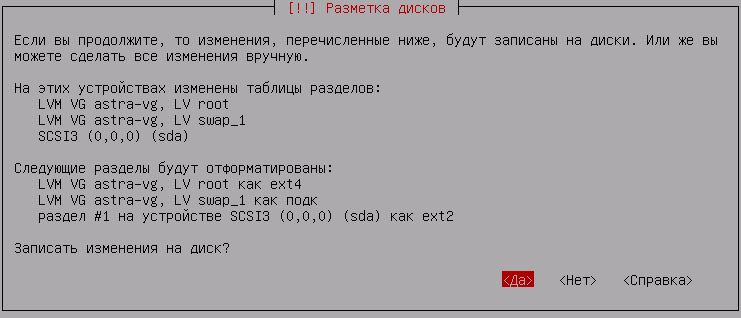 [!!] Разметка дисков
Если вы продолжите, то изменения, перечисленные ниже, будут записаны на диски. Или же вы
можете сделать все изменения вручную.
На этих устройствах изменены таблицы разделов:
LVM VG astra-vg, LV root
LVM VG astra-vg, LV swap_1
SCSI3 (0,0,0) (sda)
Следующие разделы будут отформатированы:
LVM VG astra-vg, LV root как ext4
LVM VG astra-vg, LV swap_1 как подк
раздел #1 на устройстве SCSI3 (0,0,0) (sda) как ext2
Записать изменения на диск?
<Да> <Нет> <Справка>